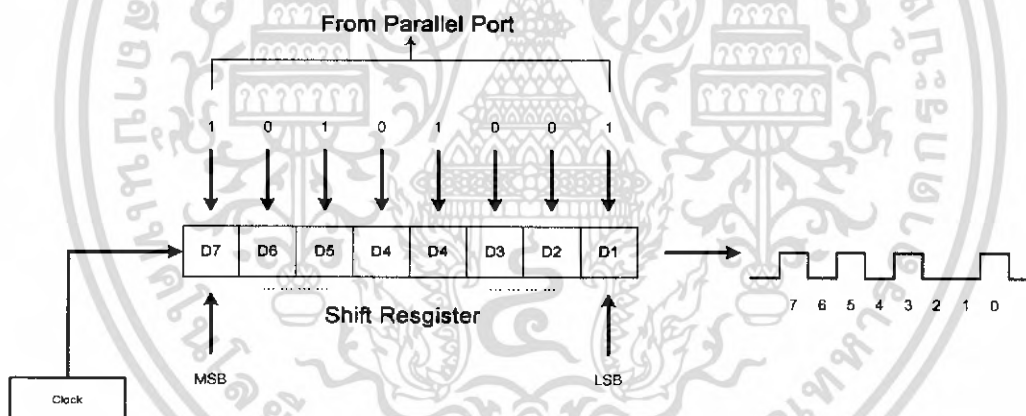 From Parallel Port
1 0 1 0 1 0 0 1
D7 D6 D5 D4 D4 D3 D2 D1
... ... ... ... ... ... ... ...
7 6 5 4 3 2 1 0
Shift Resgister
MSB LSB
Clock